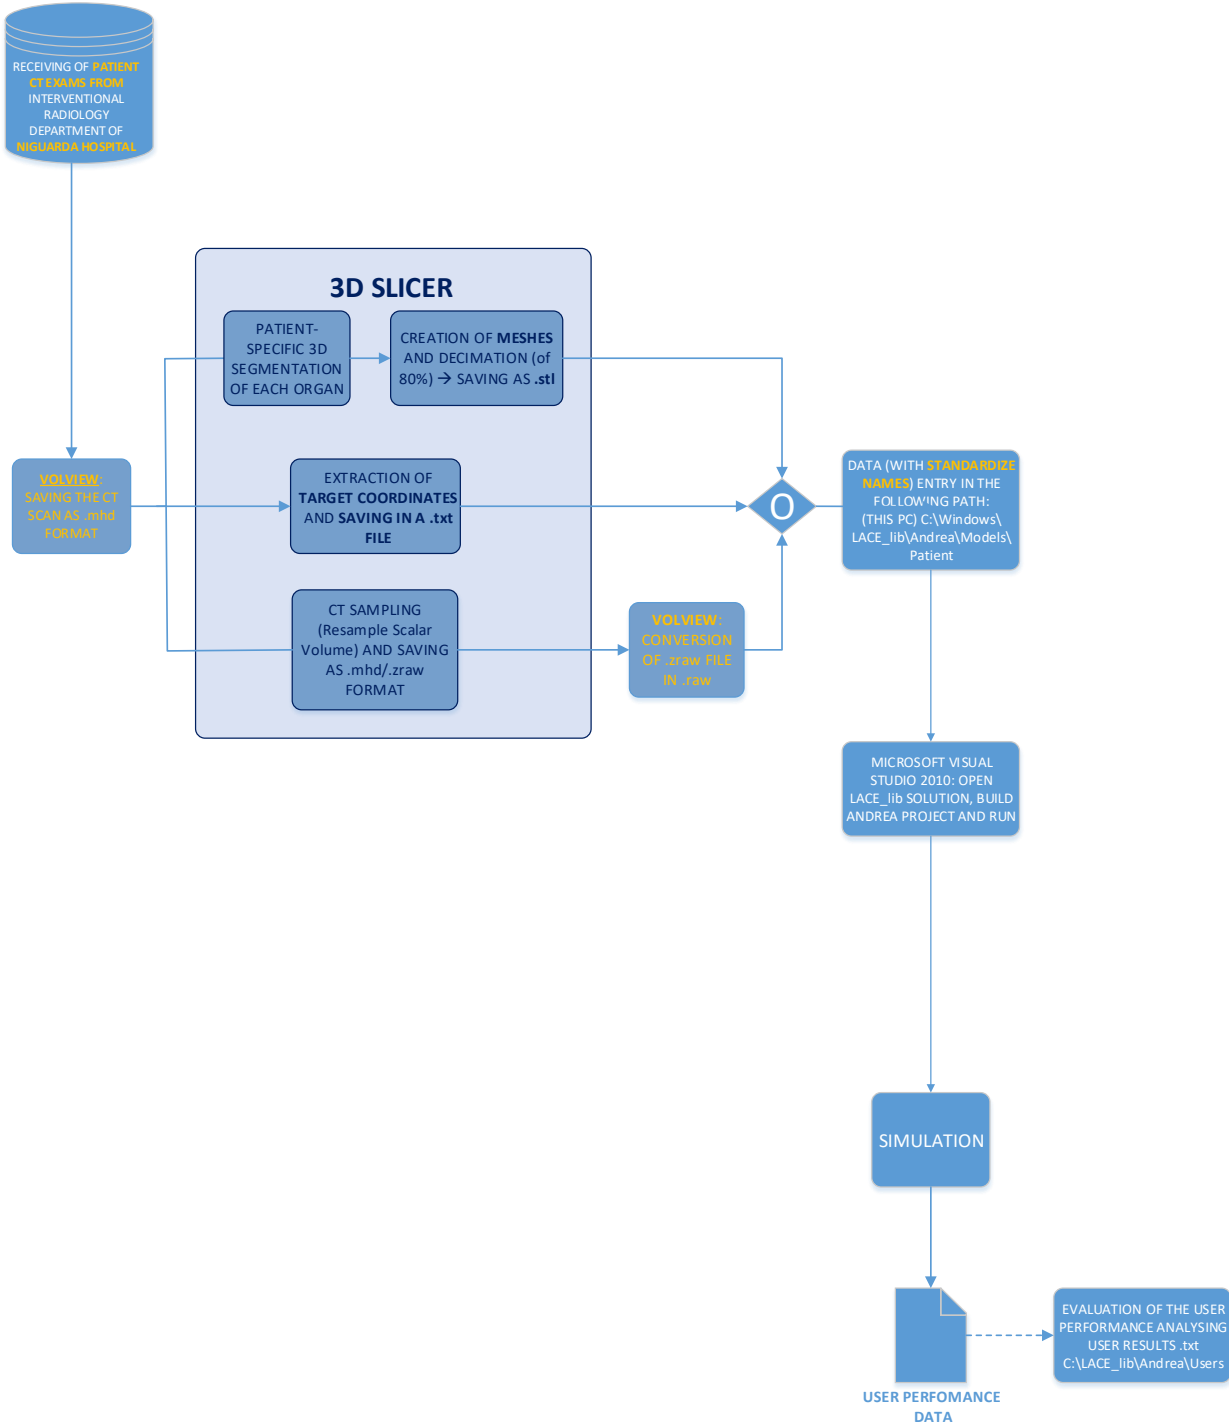 RECEIVING OF PATIENT
CT EXAMS FROM
INTERVENTIONAL
RADIOLOGY
DEPARTMENT OF
NIGUARDA HOSPITAL
3D SLICER
PATIENT-
SPECIFIC 3D
SEGMENTATION
OF EACH ORGAN
CREATION OF MESHES
AND DECIMATION (of
80%) → SAVING AS .stl
VOLVIEW:
SAVING THE CT
SCAN AS .mhd
FORMAT
EXTRACTION OF
TARGET COORDINATES
AND SAVING IN A .txt
FILE
O
DATA (WITH STANDARDIZE
NAMES) ENTRY IN THE
FOLLOWING PATH:
(THIS PC) C:\Windows\
LACE_lib\Andrea\Models\
Patient
CT SAMPLING
(Resample Scalar
Volume) AND SAVING
AS .mhd/.zraw
FORMAT
VOLVIEW:
CONVERSION
OF .zraw FILE
IN .raw
MICROSOFT VISUAL
STUDIO 2010: OPEN
LACE_lib SOLUTION, BUILD
ANDREA PROJECT AND RUN
SIMULATION
USER PERFOMANCE
DATA
EVALUATION OF THE USER
PERFORMANCE ANALYSING
USER RESULTS .txt
C:\LACE_lib\Andrea\Users